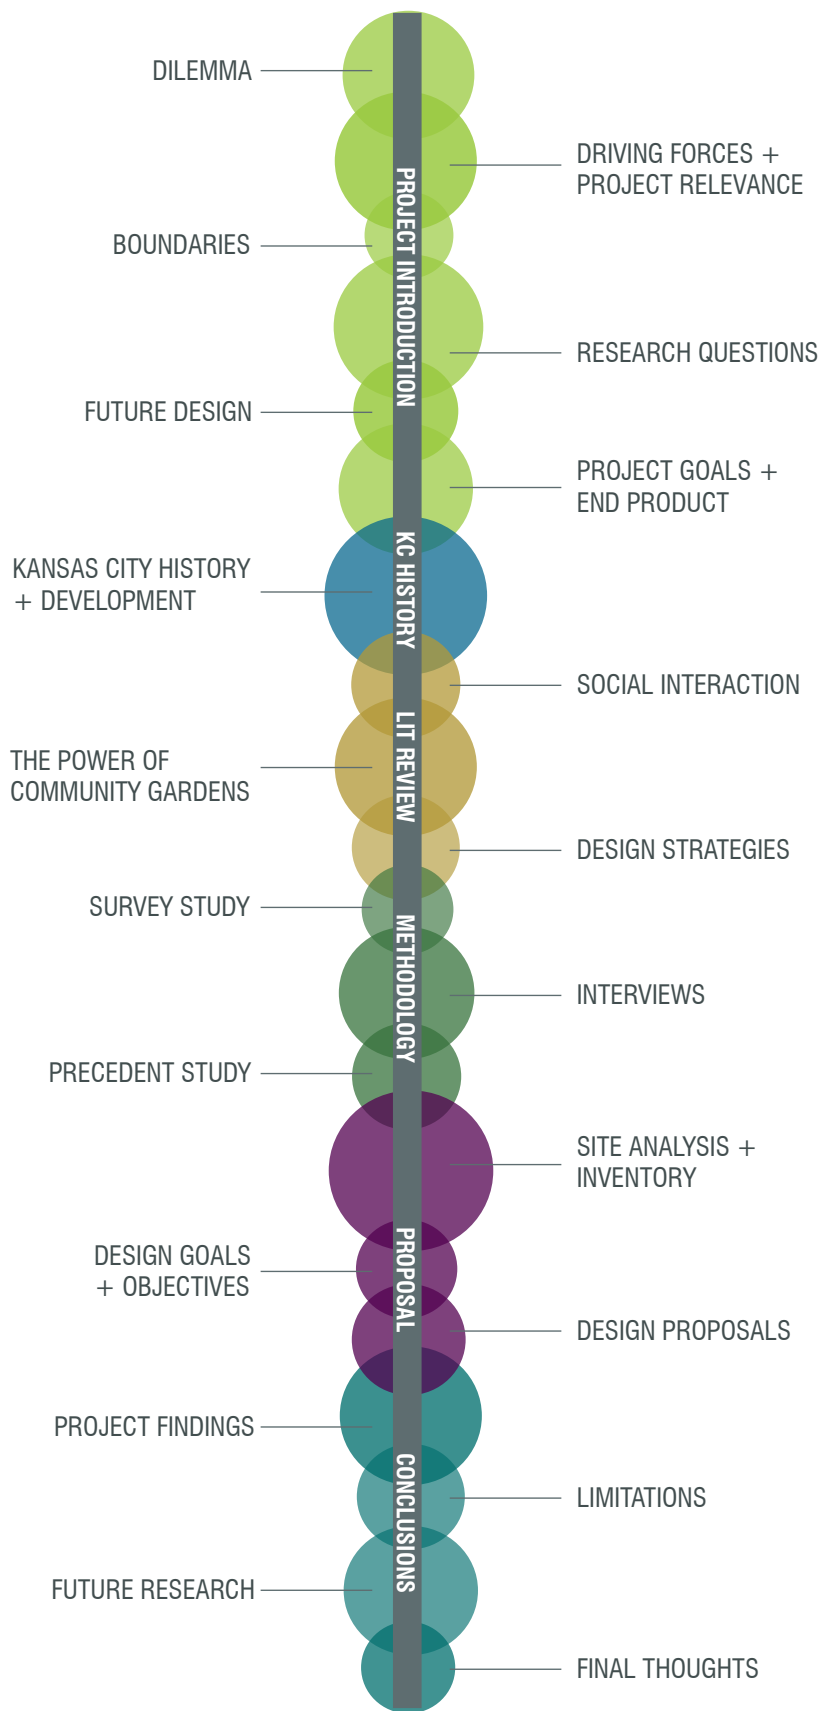 DILEMMA
DRIVING FORCES +
PROJECT RELEVANCE
PROJECT INTRODUCTION
BOUNDARIES
RESEARCH QUESTIONS
FUTURE DESIGN
PROJECT GOALS +
END PRODUCT
KC HISTORY
KANSAS CITY HISTORY
+ DEVELOPMENT
SOCIAL INTERACTION
LIT REVIEW
THE POWER OF
COMMUNITY GARDENS
DESIGN STRATEGIES
SURVEY STUDY
METHODOLOGY
INTERVIEWS
PRECEDENT STUDY
SITE ANALYSIS +
INVENTORY
PROPOSAL
DESIGN GOALS
+ OBJECTIVES
DESIGN PROPOSALS
PROJECT FINDINGS
CONCLUSIONS
LIMITATIONS
FUTURE RESEARCH
FINAL THOUGHTS